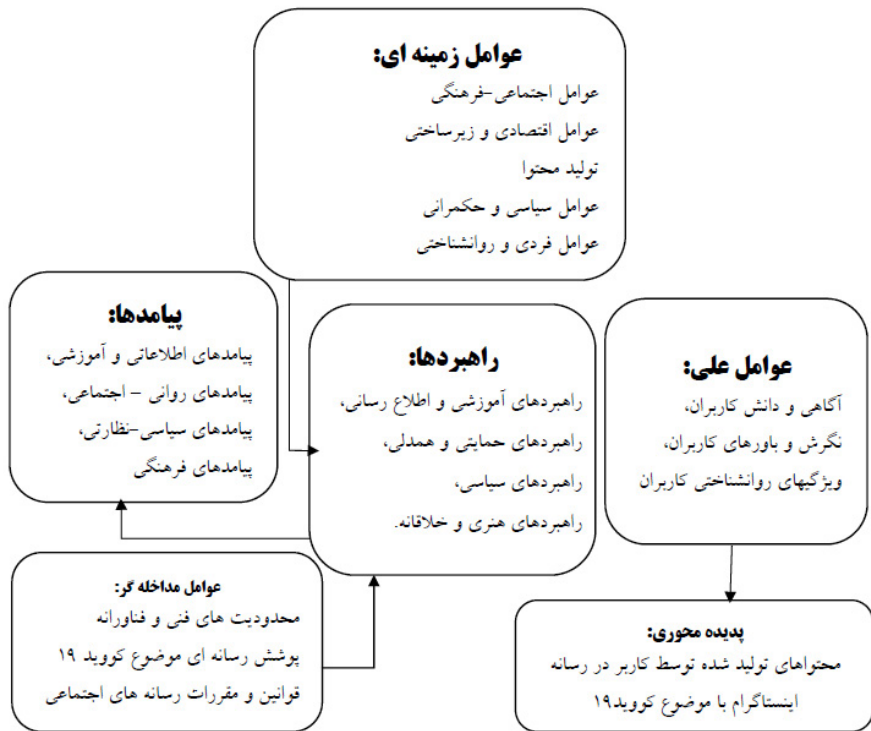 عوامل زمینه ای:
عوامل اجتماعی-فرهنگی
عوامل اقتصادی و زیرساختی
تولید محتوا
عوامل سیاسی و حکمرانی
عوامل فردی و روانشناختی
عوامل علی:
آگاهی و دانش کاربران،
نگرش و باورهای کاربران،
ویژگیهای روانشناختی کاربران
راهبردها:
راهبردهای آموزشی و اطلاع رسانی،
راهبردهای حمایتی و همدلی،
راهبردهای سیاسی،
راهبردهای هنری و خلاقانه.
پیامدها:
پیامدهای اطلاعاتی و آموزشی،
پیامدهای روانی – اجتماعی،
پیامدهای سیاسی-نظارتی،
پیامدهای فرهنگی
پدیده محوری:
محتواهای تولید شده توسط کاربر در رسانه
اینستاگرام با موضوع کووید۱۹
عوامل مداخله گر:
محدودیت های فنی و فناورانه
پوشش رسانه ای موضوع کووید ۱۹
قوانین و مقررات رسانه های اجتماعی